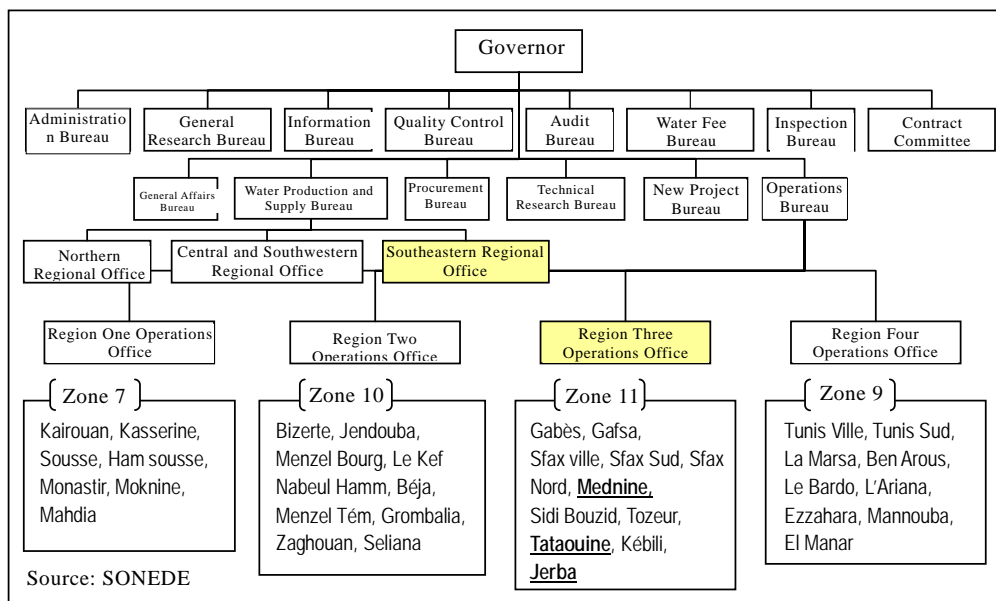 Governor
Administratio
n Bureau
General
Research Bureau
Information
Bureau
Quality Control
Bureau
Audit
Bureau
Water Fee
Bureau
Inspection
Bureau
Contract
Committee
General Affairs
Bureau
Water Production and
Supply Bureau
Procurement
Bureau
Technical
Research Bureau
New Project
Bureau
Operations
Bureau
Northern
Regional Office
Central and Southwestern
Regional Office
Southeastern Regional
Office
Region One Operations
Office
Region Two
Operations Office
Region Three
Operations Office
Region Four
Operations Office
Zone 7
Kairouan, Kasserine,
Sousse, Ham sousse,
Monastir, Moknine,
Mahdia
Zone 10
Bizerte, Jendouba,
Menzel Bourg, Le Kef
Nabeul Hamm, Béja,
Menzel Tém, Grombalia,
Zaghouan, Seliana
Zone 11
Gabès, Gafsa,
Sfax ville, Sfax Sud, Sfax
Nord, Mednine,
Sidi Bouzid, Tozeur,
Tataouine, Kébili,
Jerba
Zone 9
Tunis Ville, Tunis Sud,
La Marsa, Ben Arous,
Le Bardo, L'Ariana,
Ezzahara, Mannouba,
El Manar
Source: SONEDE